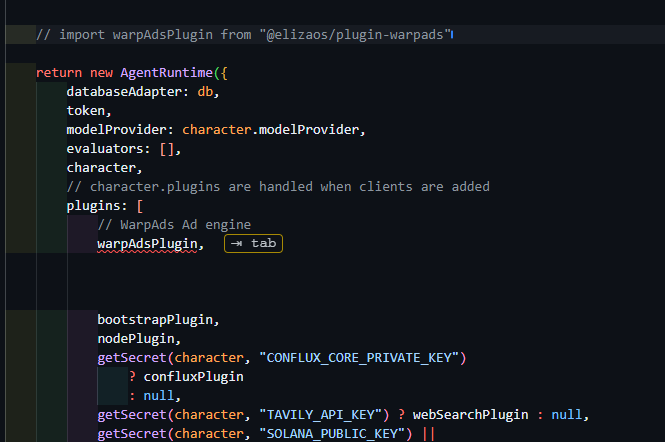 // import warpAdsPlugin from "@elizaos/plugin-warpads"
return new AgentRuntime({
databaseAdapter: db,
token,
modelProvider: character.modelProvider,
evaluators: [],
character,
// character.plugins are handled when clients are added
plugins: [
// WarpAds Ad engine
warpAdsPlugin, ⇥ tab
bootstrapPlugin,
nodePlugin,
getSecret(character, "CONFLUX_CORE_PRIVATE_KEY")
? confluxPlugin
: null,
getSecret(character, "TAVILY_API_KEY") ? webSearchPlugin : null,
getSecret(character, "SOLANA_PUBLIC_KEY") ||